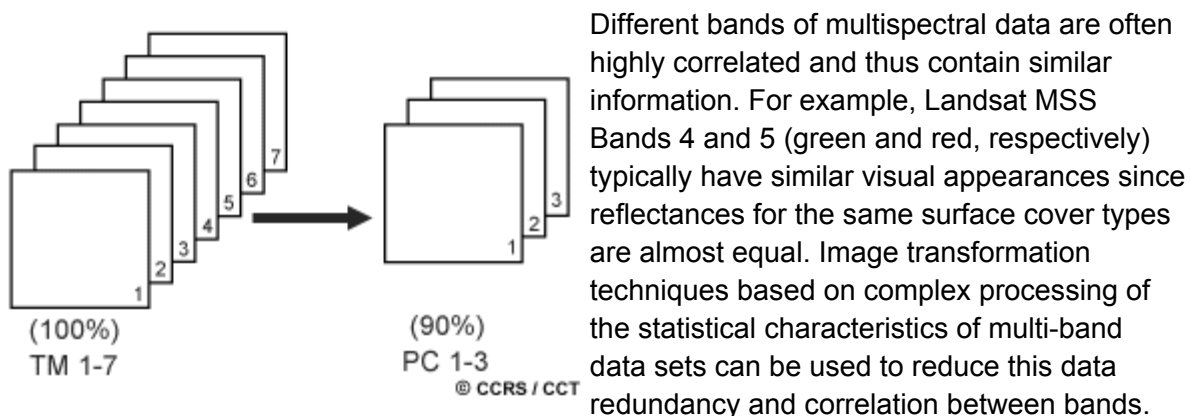 7
6
5
4
3
2
1
3
2
1
(100%)
TM 1-7
(90%)
PC 1-3
© CCRS / CCT
Different bands of multispectral data are often
highly correlated and thus contain similar
information. For example, Landsat MSS
Bands 4 and 5 (green and red, respectively)
typically have similar visual appearances since
reflectances for the same surface cover types
are almost equal. Image transformation
techniques based on complex processing of
the statistical characteristics of multi-band
data sets can be used to reduce this data
redundancy and correlation between bands.